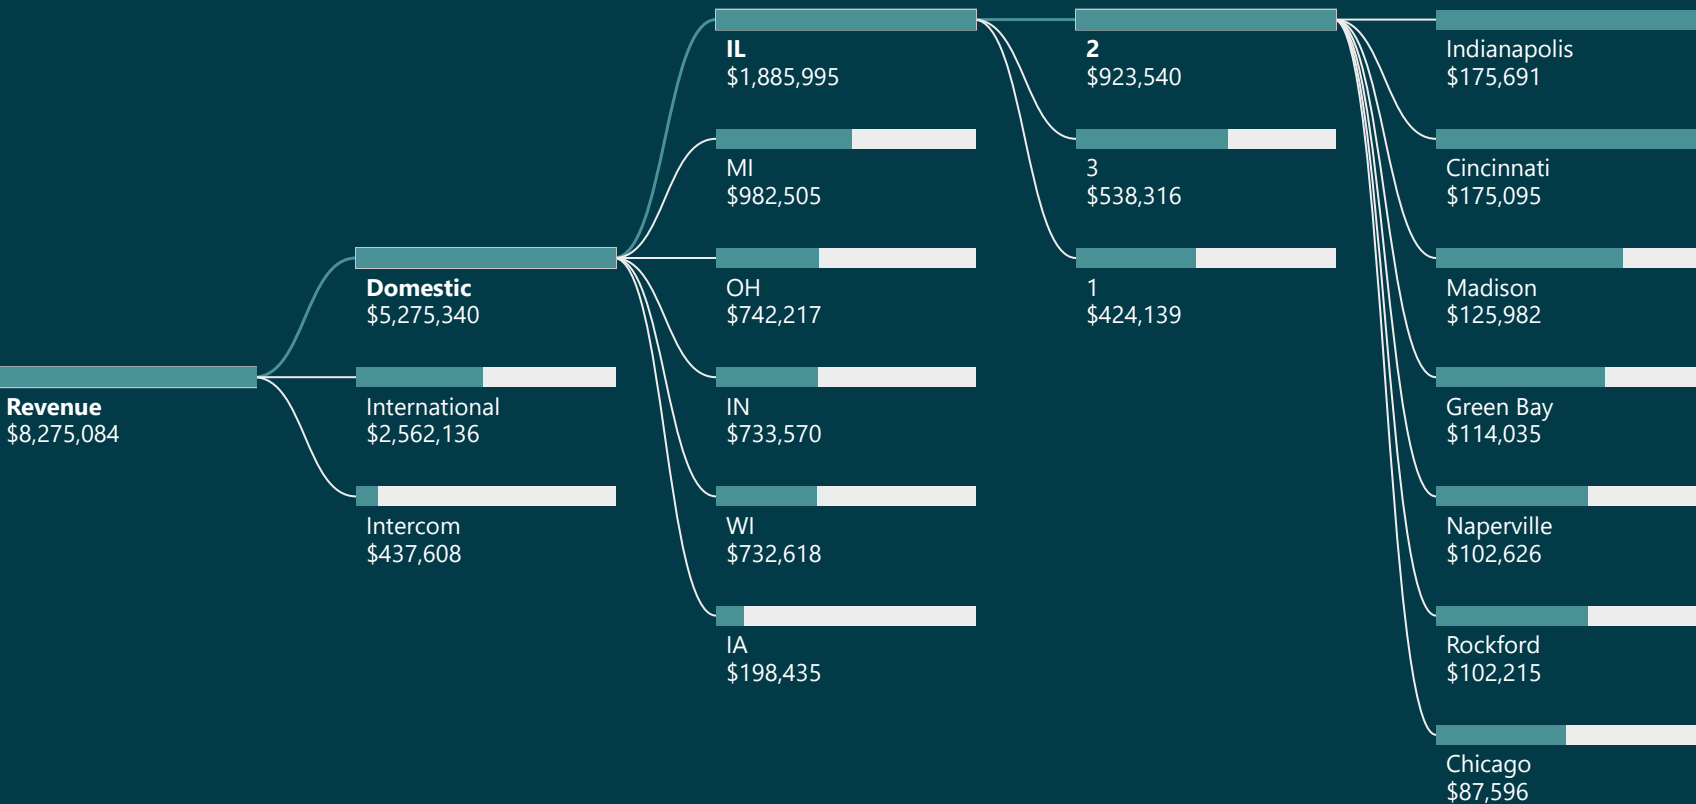 Revenue
$8,275,084
Domestic
$5,275,340
International
$2,562,136
Intercom
$437,608
IL
$1,885,995
MI
$982,505
OH
$742,217
IN
$733,570
WI
$732,618
IA
$198,435
2
$923,540
3
$538,316
1
$424,139
Indianapolis
$175,691
Cincinnati
$175,095
Madison
$125,982
Green Bay
$114,035
Naperville
$102,626
Rockford
$102,215
Chicago
$87,596